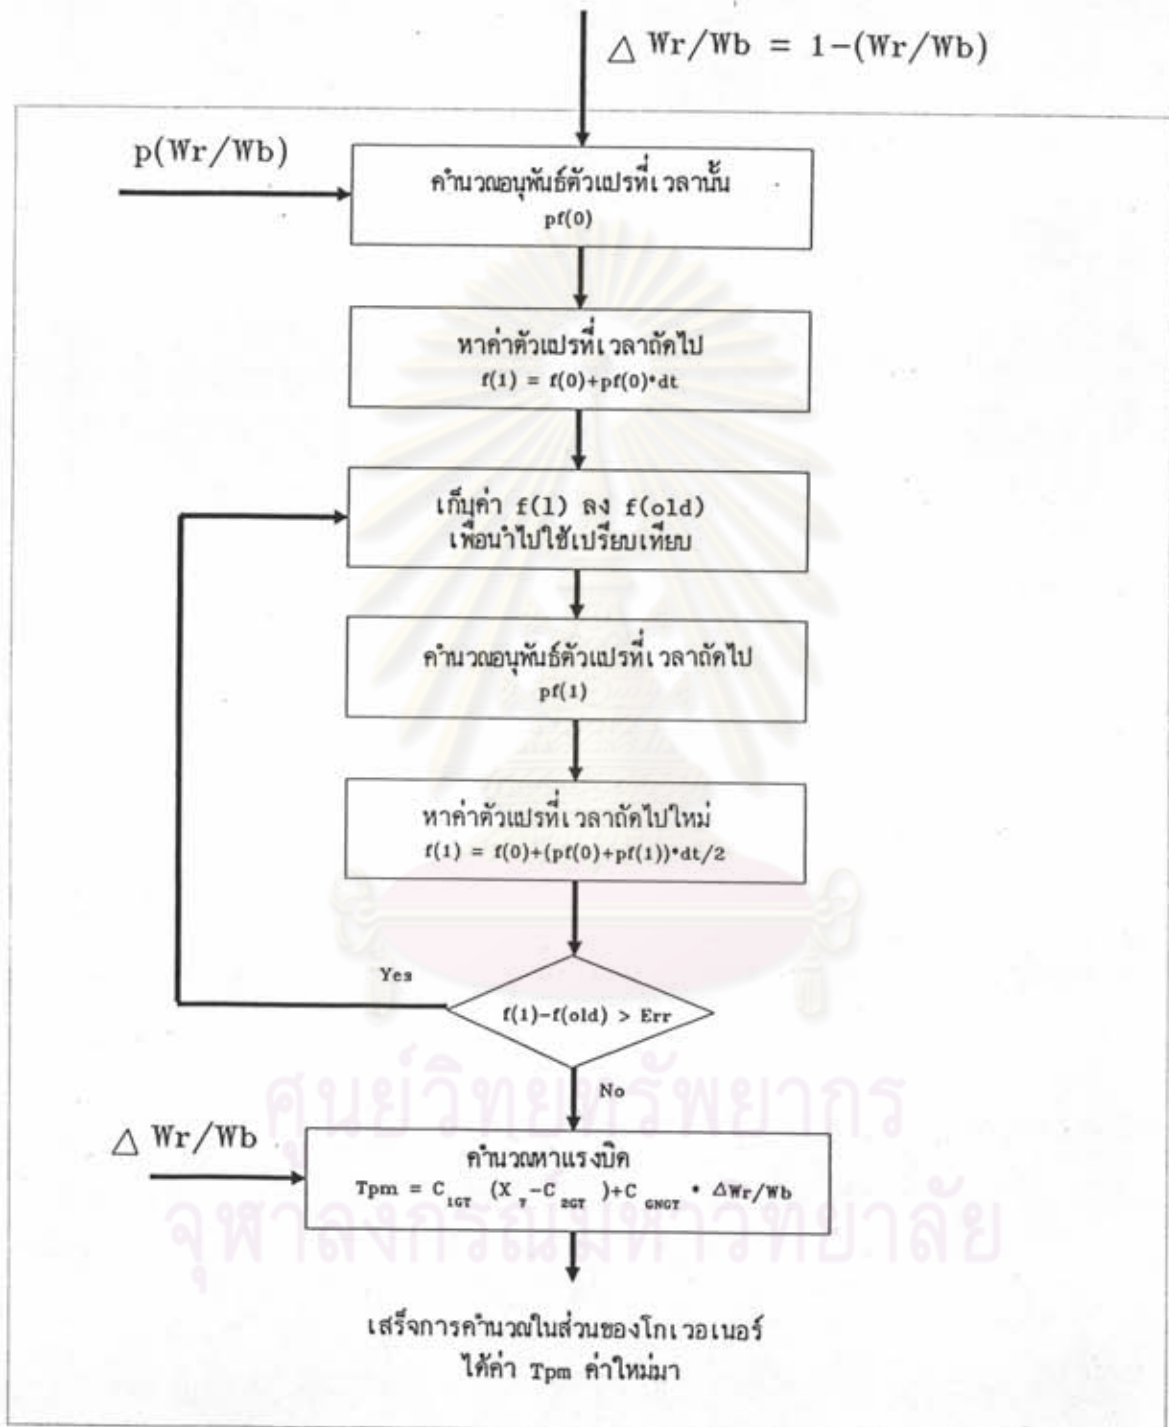 △ Wr/Wb = 1-(Wr/Wb)
p(Wr/Wb)
คำนวณอนุพันธ์ตัวแปรที่เวลานั้น
pf(0)
หาค่าตัวแปรที่เวลาถัดไป
f(1) = f(0)+pf(0)*dt
เก็บค่า f(1) ลง f(old)
เพื่อนำไปใช้เปรียบเทียบ
คำนวณอนุพันธ์ตัวแปรที่เวลาถัดไป
pf(1)
หาค่าตัวแปรที่เวลาถัดไปใหม่
f(1) = f(0)+(pf(0)+pf(1))*dt/2
Yes
f(1)-f(old) > Err
No
ศูนย์วิทยทรัพยากร
△ Wr/Wb
คำนวณหาแรงบิด
Tpm = C 1GT (X 7 -C 2GT )+C GNGT * △Wr/Wb
จุฬาลงกรณ์มหาวิทยาลัย
เสร็จการคำนวณในส่วนของโกเวอเนอร์
ได้ค่า Tpm ค่าใหม่มา